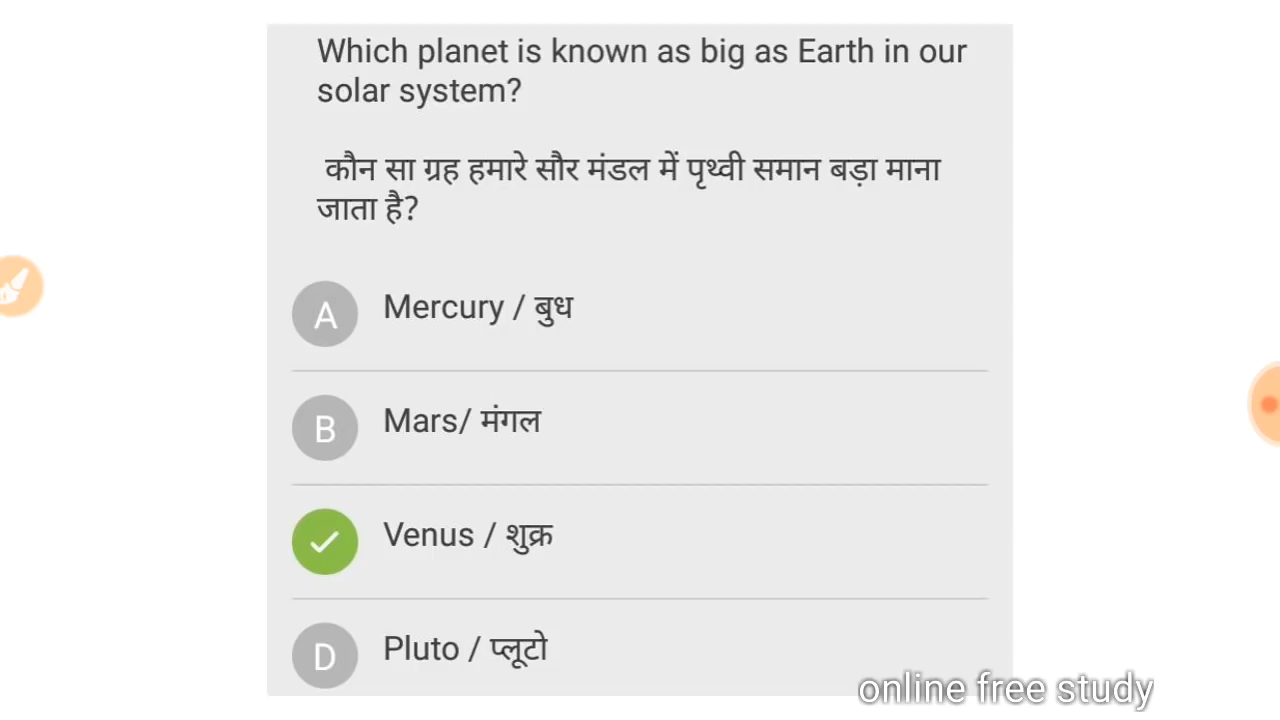 Which planet is known as big as Earth in our
solar system?
कौन सा ग्रह हमारे सौर मंडल में पृथ्वी समान बड़ा माना
जाता है?
A Mercury / बुध
B Mars/ मंगल
Venus / शुक्र
D Pluto / प्लूटो
online free study